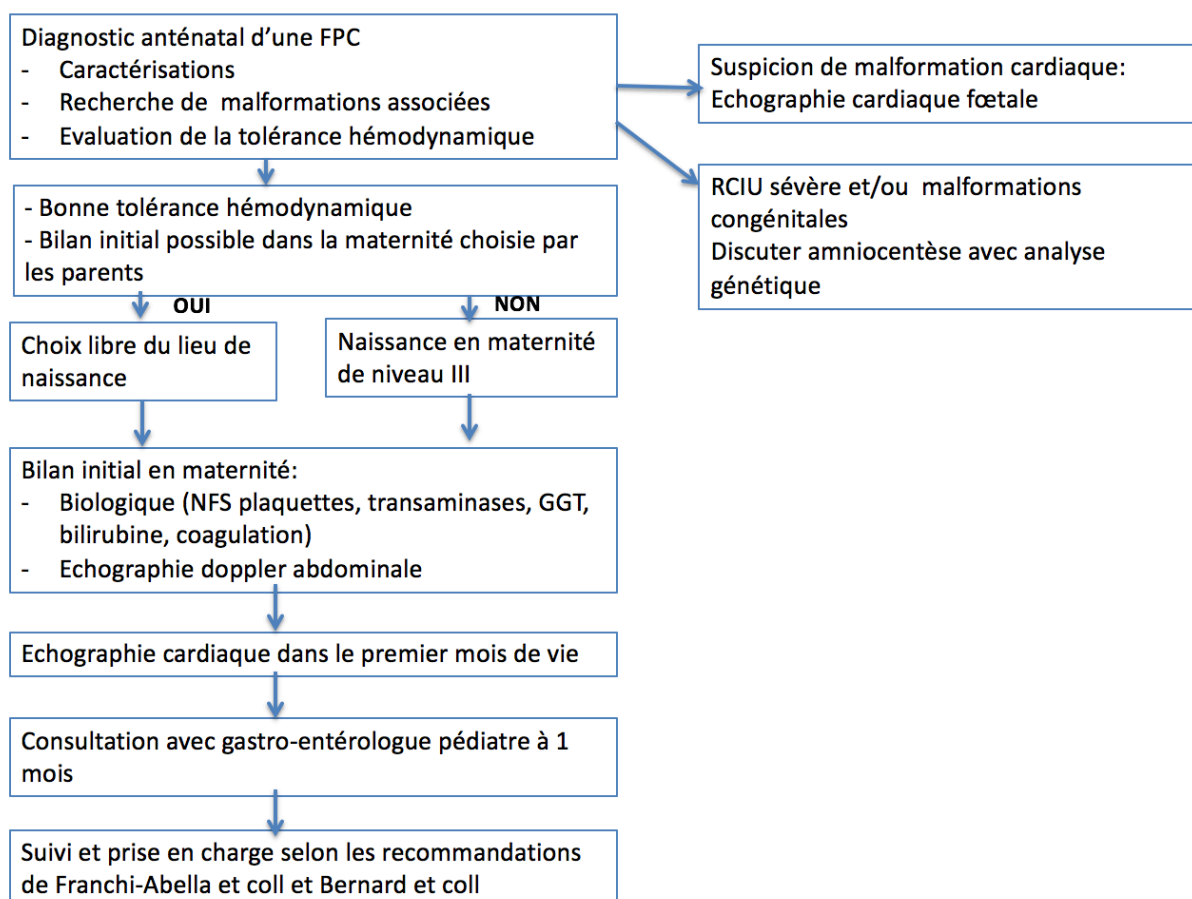 Diagnostic anténatal d’une FPC
- Caractérisations
- Recherche de malformations associées
- Evaluation de la tolérance hémodynamique
Suspicion de malformation cardiaque:
Echographie cardiaque fœtale
RCIU sévère et/ou malformations
congénitales
Discuter amniocentèse avec analyse
génétique
- Bonne tolérance hémodynamique
- Bilan initial possible dans la maternité choisie par
les parents
OUI
NON
Choix libre du lieu de
naissance
Naissance en maternité
de niveau III
Bilan initial en maternité:
- Biologique (NFS plaquettes, transaminases, GGT,
bilirubine, coagulation)
- Echographie doppler abdominale
Echographie cardiaque dans le premier mois de vie
Consultation avec gastro-entérologue pédiatre à 1
mois
Suivi et prise en charge selon les recommandations
de Franchi-Abella et coll et Bernard et coll